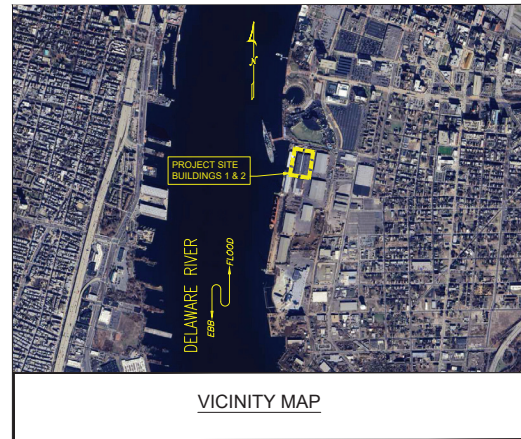 N
PROJECT SITE
BUILDINGS 1 & 2
DELAWARE RIVER
FLOOD
EBB
VICINITY MAP